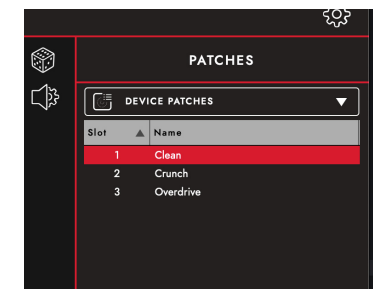 PATCHES
DEVICE PATCHES
Slot Name
1 Clean
2 Crunch
3 Overdrive